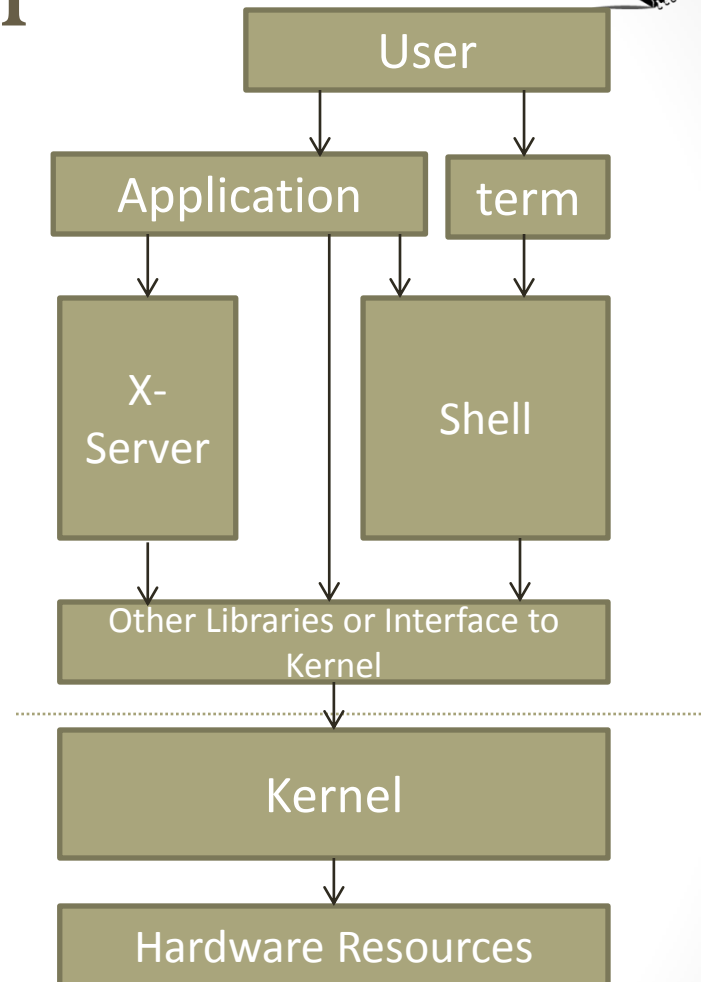 User
Application
term
X-
Server
Shell
Other Libraries or Interface to
Kernel
Kernel
Hardware Resources